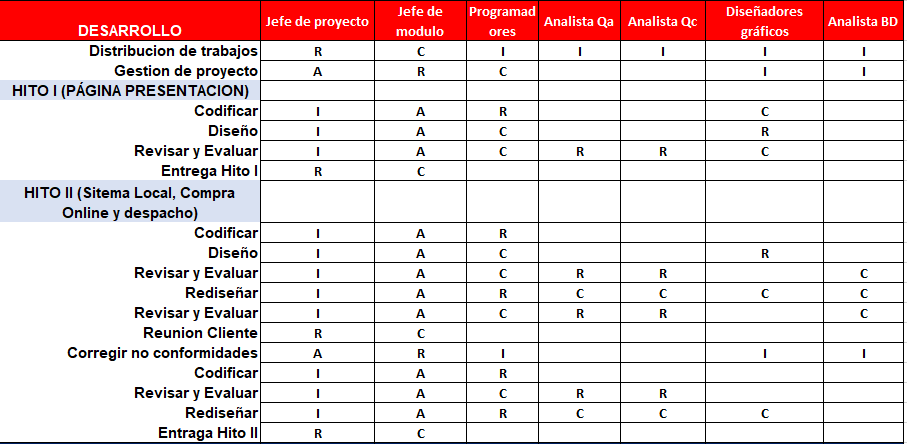 DESARROLLO Jefe de proyecto Jefe de modulo Programadores Analista Qa Analista Qc Diseñadores gráficos Analista BD
Distribucion de trabajos R C I I I I I
Gestion de proyecto A R C I I
HITO I (PÁGINA PRESENTACION)
Codificar I A R C
Diseño I A C R
Revisar y Evaluar I A C R R C
Entrega Hito I R C
HITO II (Sitema Local, Compra
Online y despacho)
Codificar I A R
Diseño I A C R
Revisar y Evaluar I A C R R C
Rediseñar I A R C C C C
Revisar y Evaluar I A C R R C
Reunion Cliente R C
Corregir no conformidades A R I I I
Codificar I A R
Revisar y Evaluar I A C R R
Rediseñar I A R C C C
Entraga Hito II R C